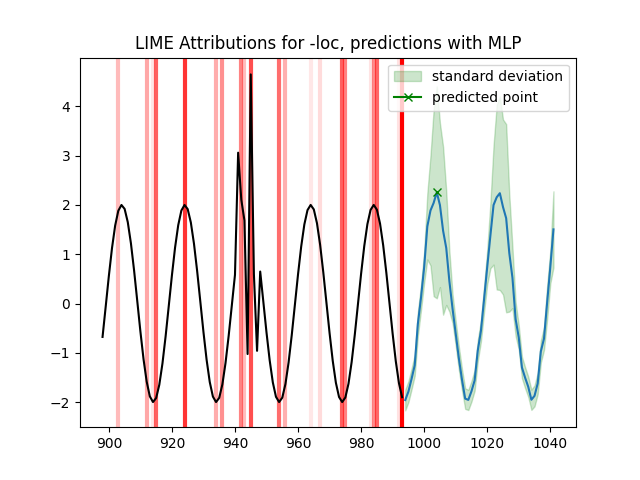 LIME Attributions for -loc, predictions with MLP
standard deviation
predicted point
4
3
2
1
0
−1
−2
900 920 940 960 980 1000 1020 1040